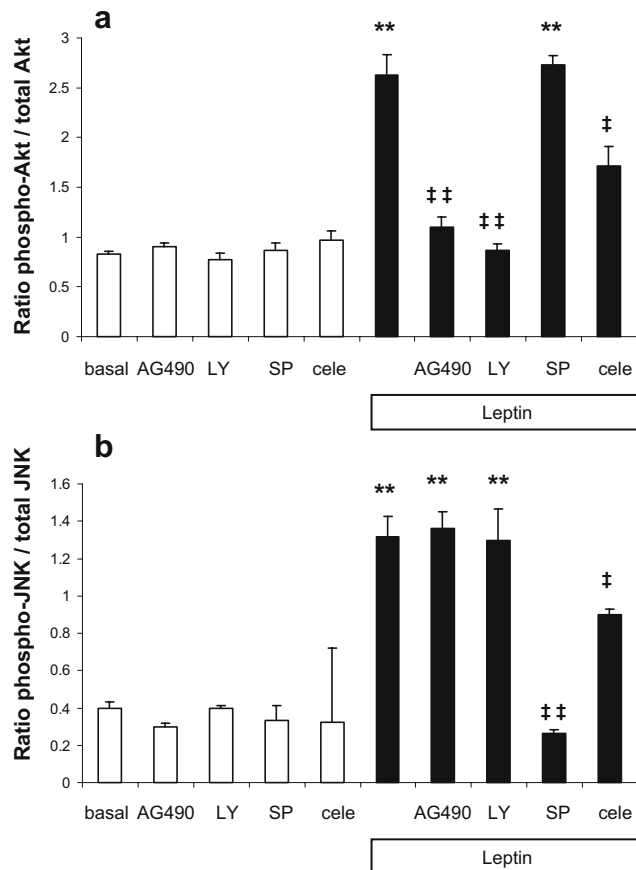 a
Ratio phospho-Akt / total Akt
3
2.5
2
1.5
1
0.5
0
** ‡‡ ‡‡ ** ‡
basal AG490 LY SP cele AG490 LY SP cele
Leptin
b
Ratio phospho-JNK / total JNK
1.6
1.4
1.2
1
0.8
0.6
0.4
0.2
0
** ** ** ‡‡ ‡
basal AG490 LY SP cele AG490 LY SP cele
Leptin